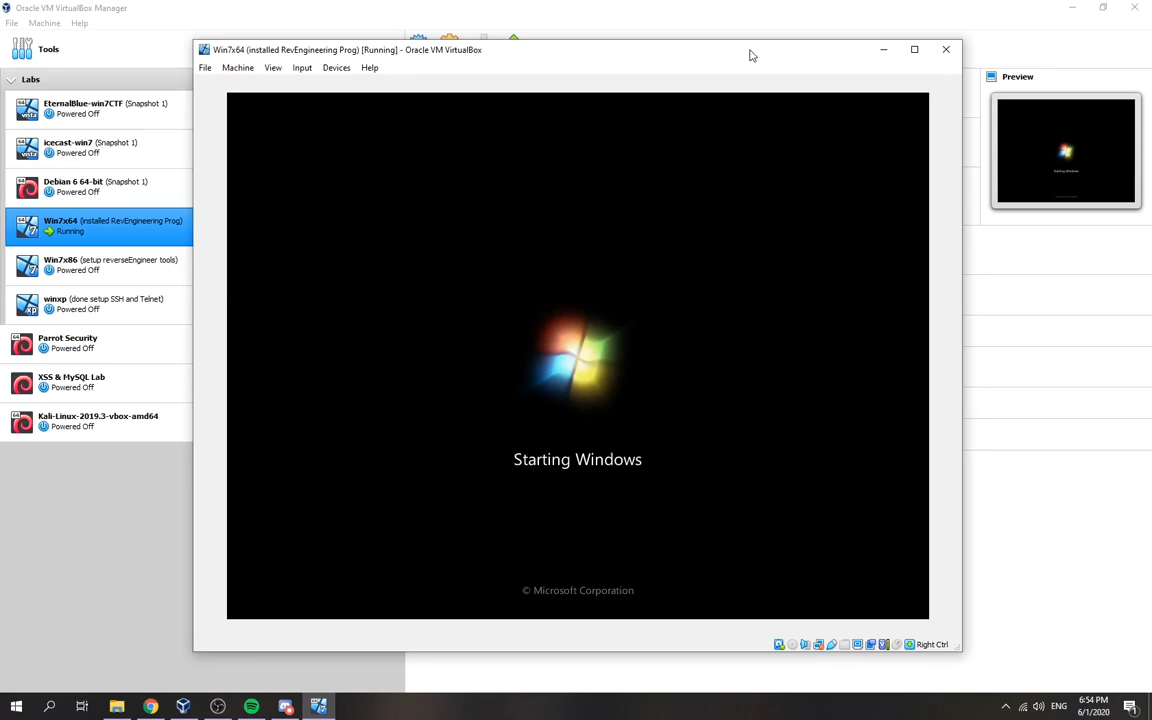 Oracle VM VirtualBox Manager
File Machine Help
Tools
Labs
EternalBlue-win7CTF (Snapshot 1)
Powered Off
icecast-win7 (Snapshot 1)
Powered Off
Debian 6 64-bit (Snapshot 1)
Powered Off
Win7x64 (installed RevEngineering Prog)
Running
Win7x86 (setup reverseEngineer tools)
Powered Off
winxp (done setup SSH and Telnet)
Powered Off
Parrot Security
Powered Off
XSS & MySQL Lab
Powered Off
Kali-Linux-2019.3-vbox-amd64
Powered Off
Win7x64 (installed RevEngineering Prog) [Running] - Oracle VM VirtualBox
File Machine View Input Devices Help
Starting Windows
© Microsoft Corporation
Right Ctrl
Preview
Starting Windows
ENG
6:54 PM
6/1/2020